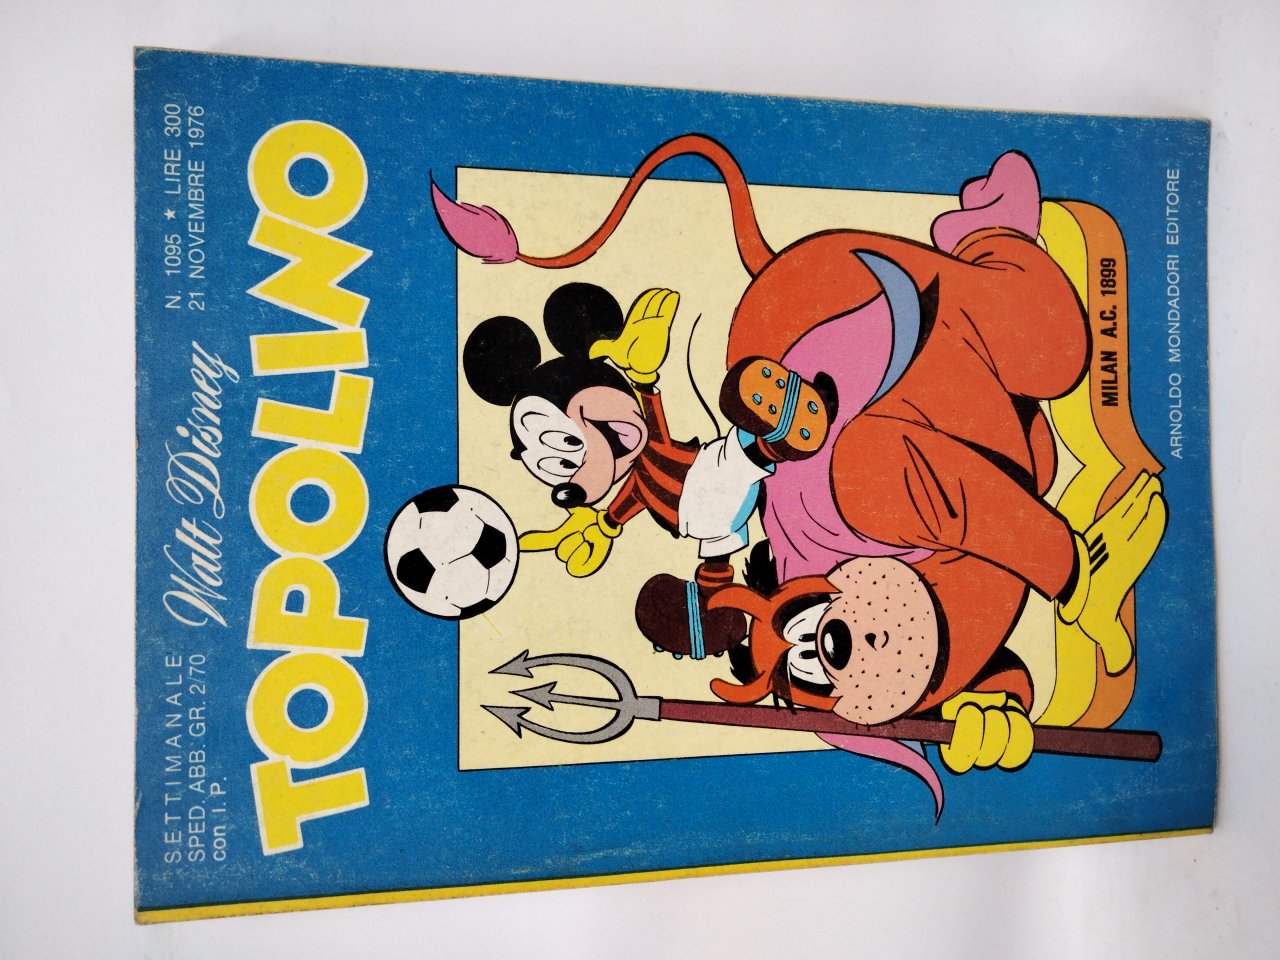 SETTIMANALE
SPED. ABB. GR. 2/70
con I.P.
Walt Disney
N. 1095 ★ LIRE 300
21 NOVEMBRE 1976
TOPOLINO
MILAN A.C. 1899
ARNOLDO MONDADORI EDITORE